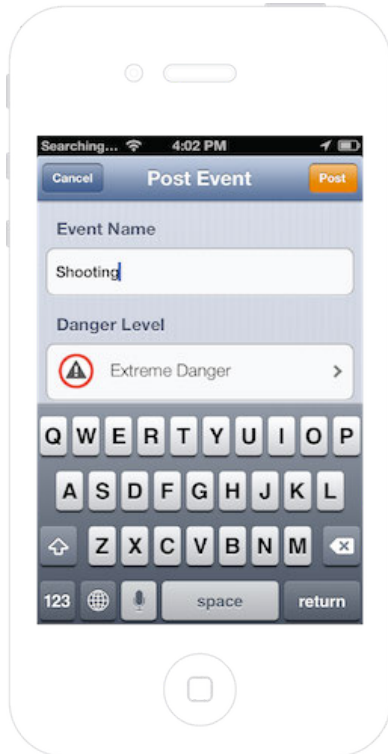 Searching... 4:02 PM
Cancel Post Event Post
Event Name
Shooting
Danger Level
Extreme Danger
Q W E R T Y U I O P
A S D F G H J K L
Z X C V B N M
123 space return